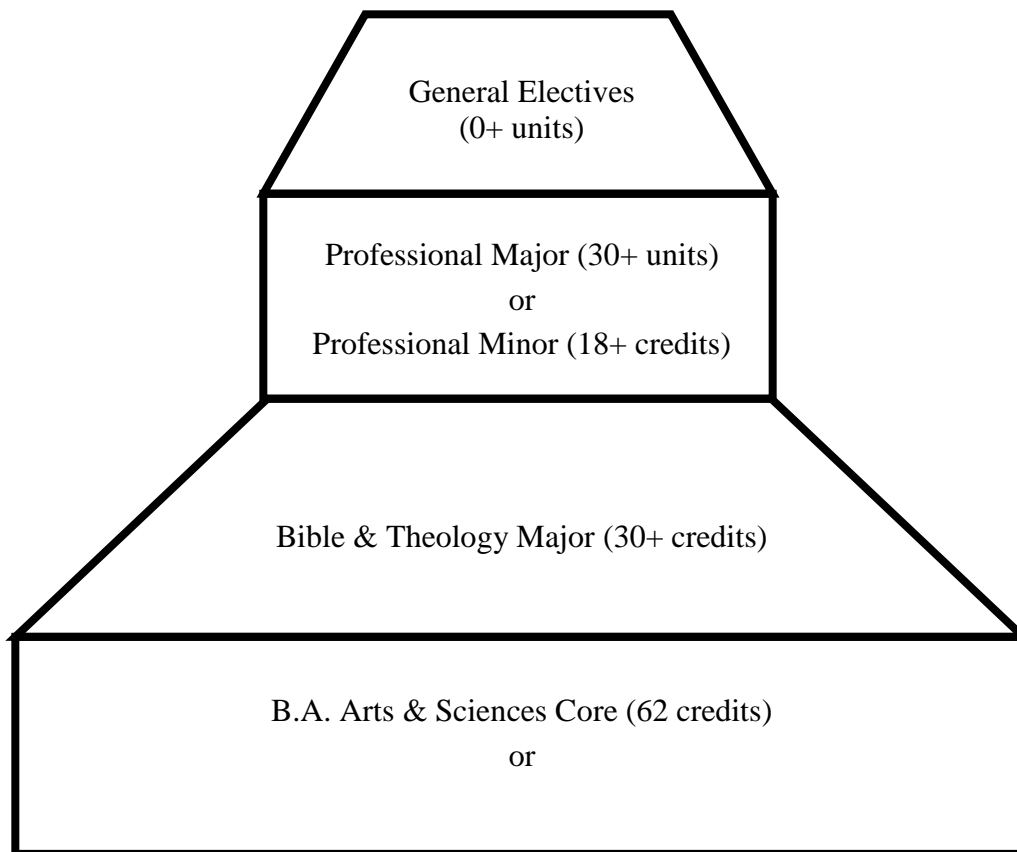 General Electives
(0+ units)
Professional Major (30+ units)
or
Professional Minor (18+ credits)
Bible & Theology Major (30+ credits)
B.A. Arts & Sciences Core (62 credits)
or